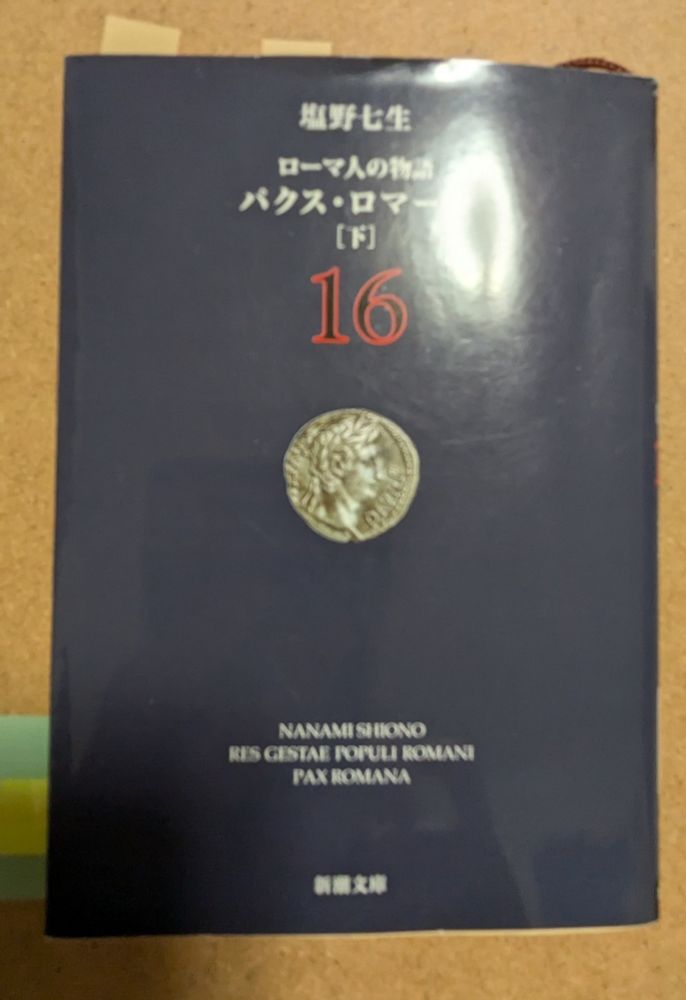 塩野七生
ローマ人の物語
パクス・ロマー
[下]
16
NANAMI SHIONO
RES GESTAE POPULI ROMANI
PAX ROMANA
新潮文庫